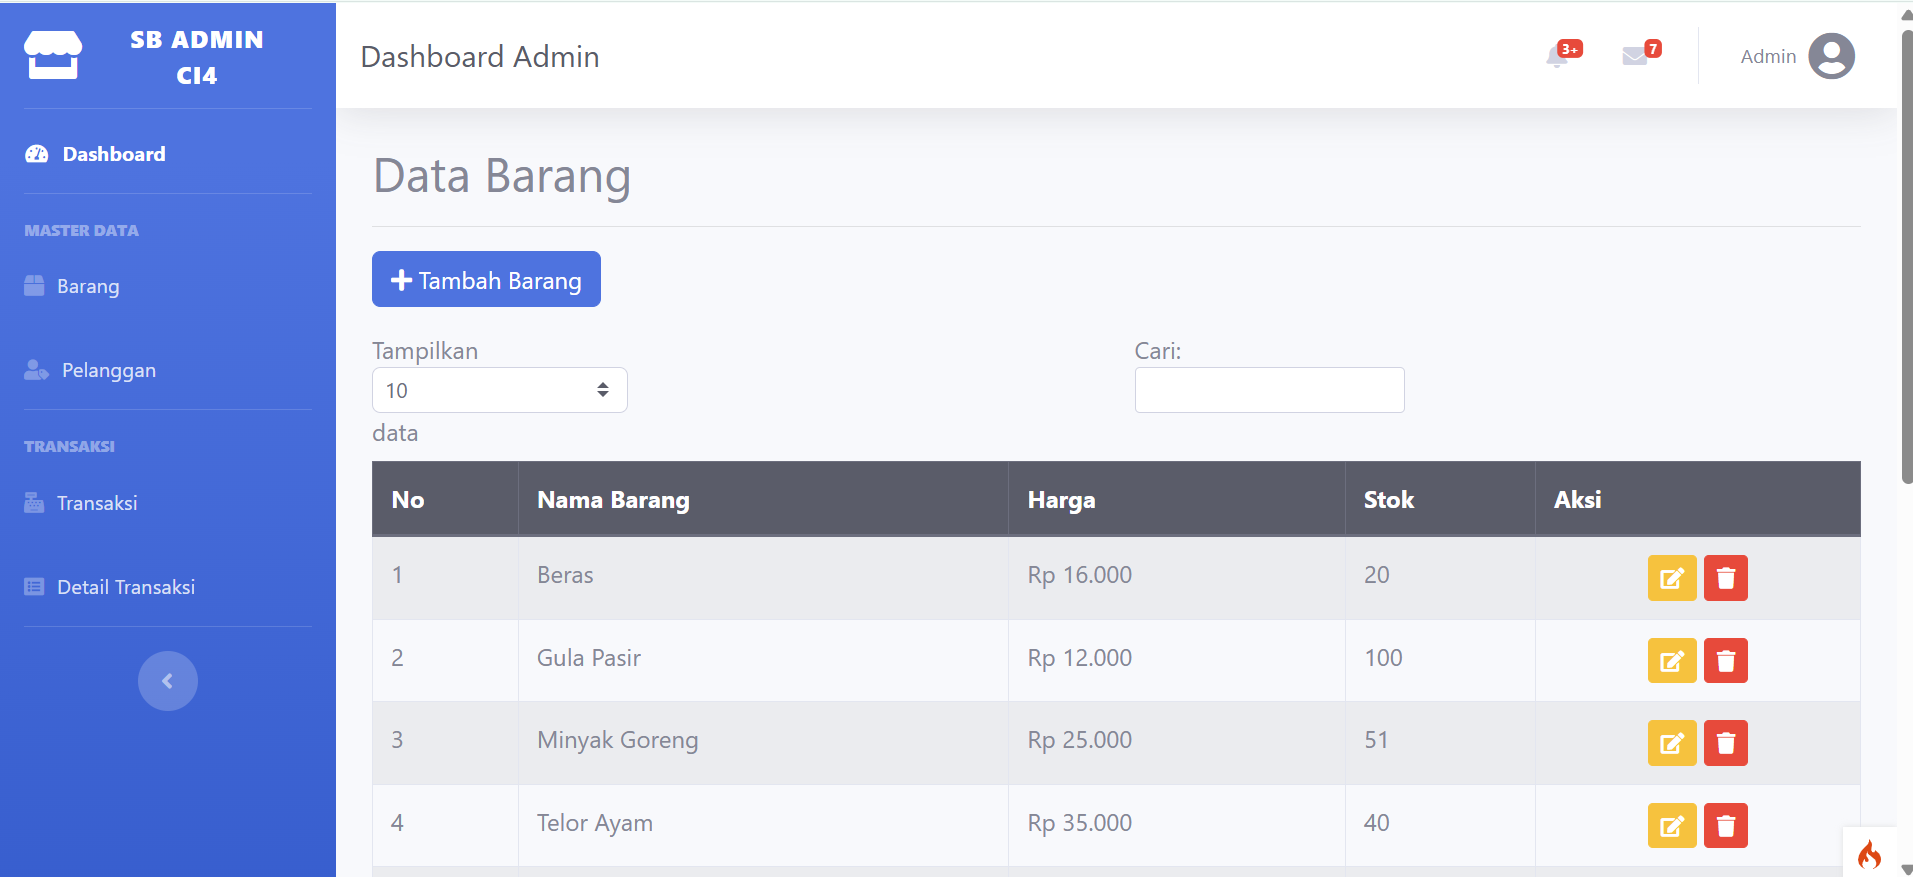 SB ADMIN
CI4
Dashboard Admin
3+
7
Admin
Dashboard
MASTER DATA
Barang
Pelanggan
TRANSAKSI
Transaksi
Detail Transaksi
Data Barang
Tambah Barang
Tampilkan
10
data
Cari:
No Nama Barang Harga Stok Aksi
1 Beras Rp 16.000 20
2 Gula Pasir Rp 12.000 100
3 Minyak Goreng Rp 25.000 51
4 Telor Ayam Rp 35.000 40